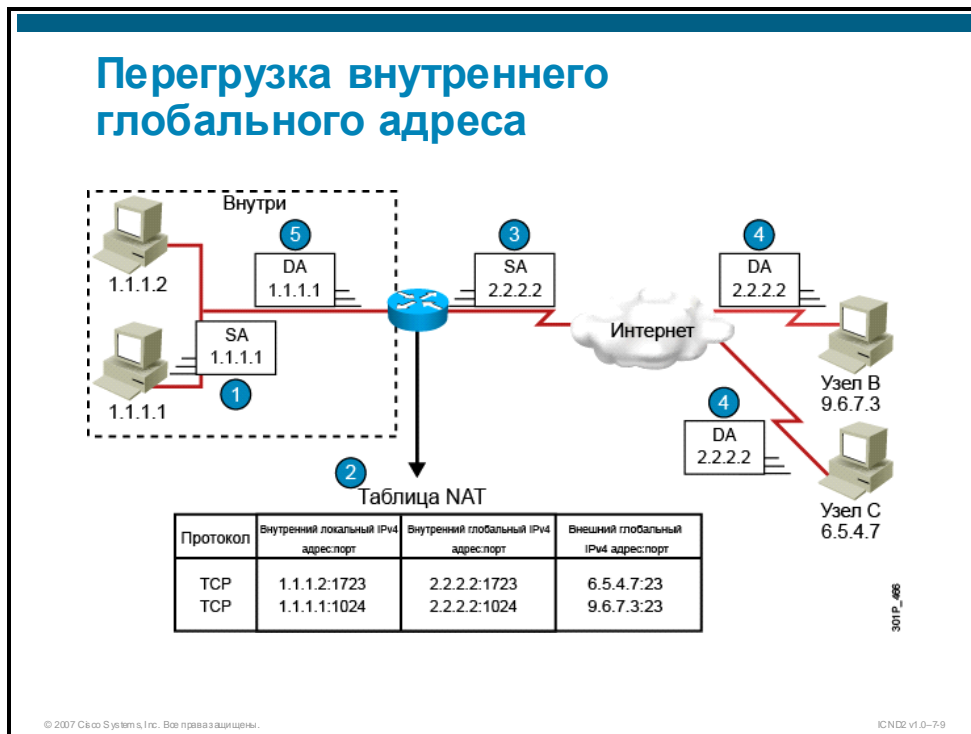 Перегрузка внутреннего
глобального адреса
Внутри
1.1.1.2
1.1.1.1
SA
1.1.1.1
1
5
DA
1.1.1.1
3
SA
2.2.2.2
Интернет
4
DA
2.2.2.2
Узел B
9.6.7.3
4
DA
2.2.2.2
Узел C
6.5.4.7
2
Таблица NAT
Протокол
Внутренний локальный IPv4
адрес:порт
Внутренний глобальный IPv4
адрес:порт
Внешний глобальный
IPv4 адрес:порт
TCP 1.1.1.2:1723 2.2.2.2:1723 6.5.4.7:23
TCP 1.1.1.1:1024 2.2.2.2:1024 9.6.7.3:23
301P_466
© 2007 Cisco Systems, Inc. Все права защищены.
ICND2 v1.0–7-9